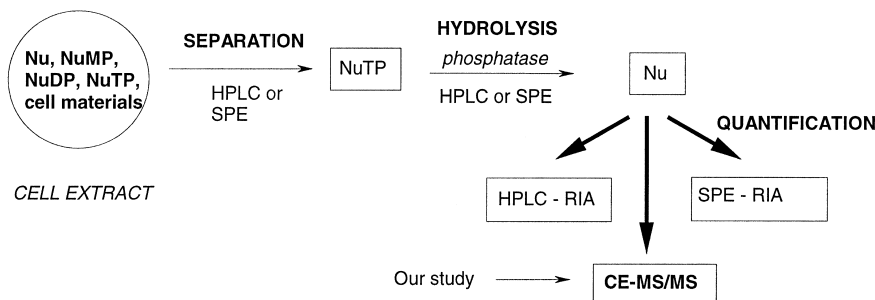 Nu, NuMP,
NuDP, NuTP,
cell materials
CELL EXTRACT
SEPARATION
HPLC or
SPE
NuTP
HYDROLYSIS
phosphatase
HPLC or SPE
Nu
QUANTIFICATION
HPLC - RIA
SPE - RIA
Our study
CE-MS/MS